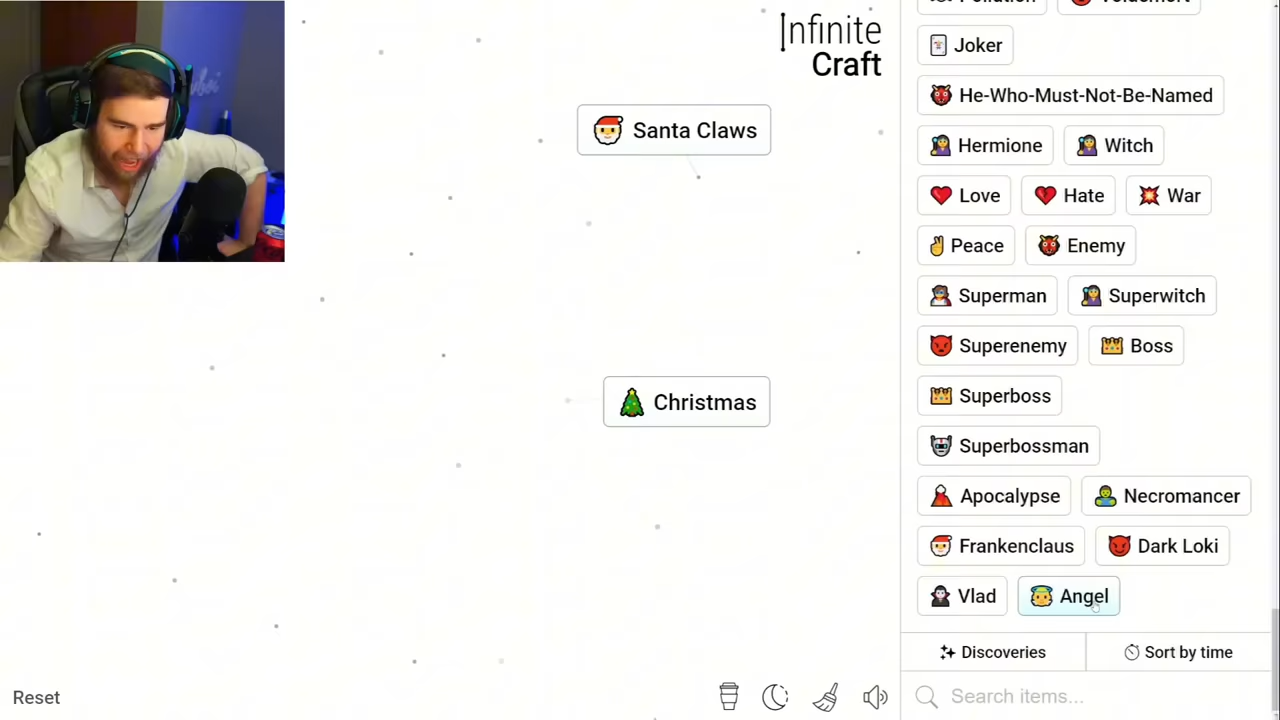 Infinite
Craft
Santa Claws
Christmas
Joker
He-Who-Must-Not-Be-Named
Hermione Witch
Love Hate War
Peace Enemy
Superman Superwitch
Superenemy Boss
Superboss
Superbossman
Apocalypse Necromancer
Frankenclaus Dark Loki
Vlad Angel
Discoveries Sort by time
Search items...
Reset